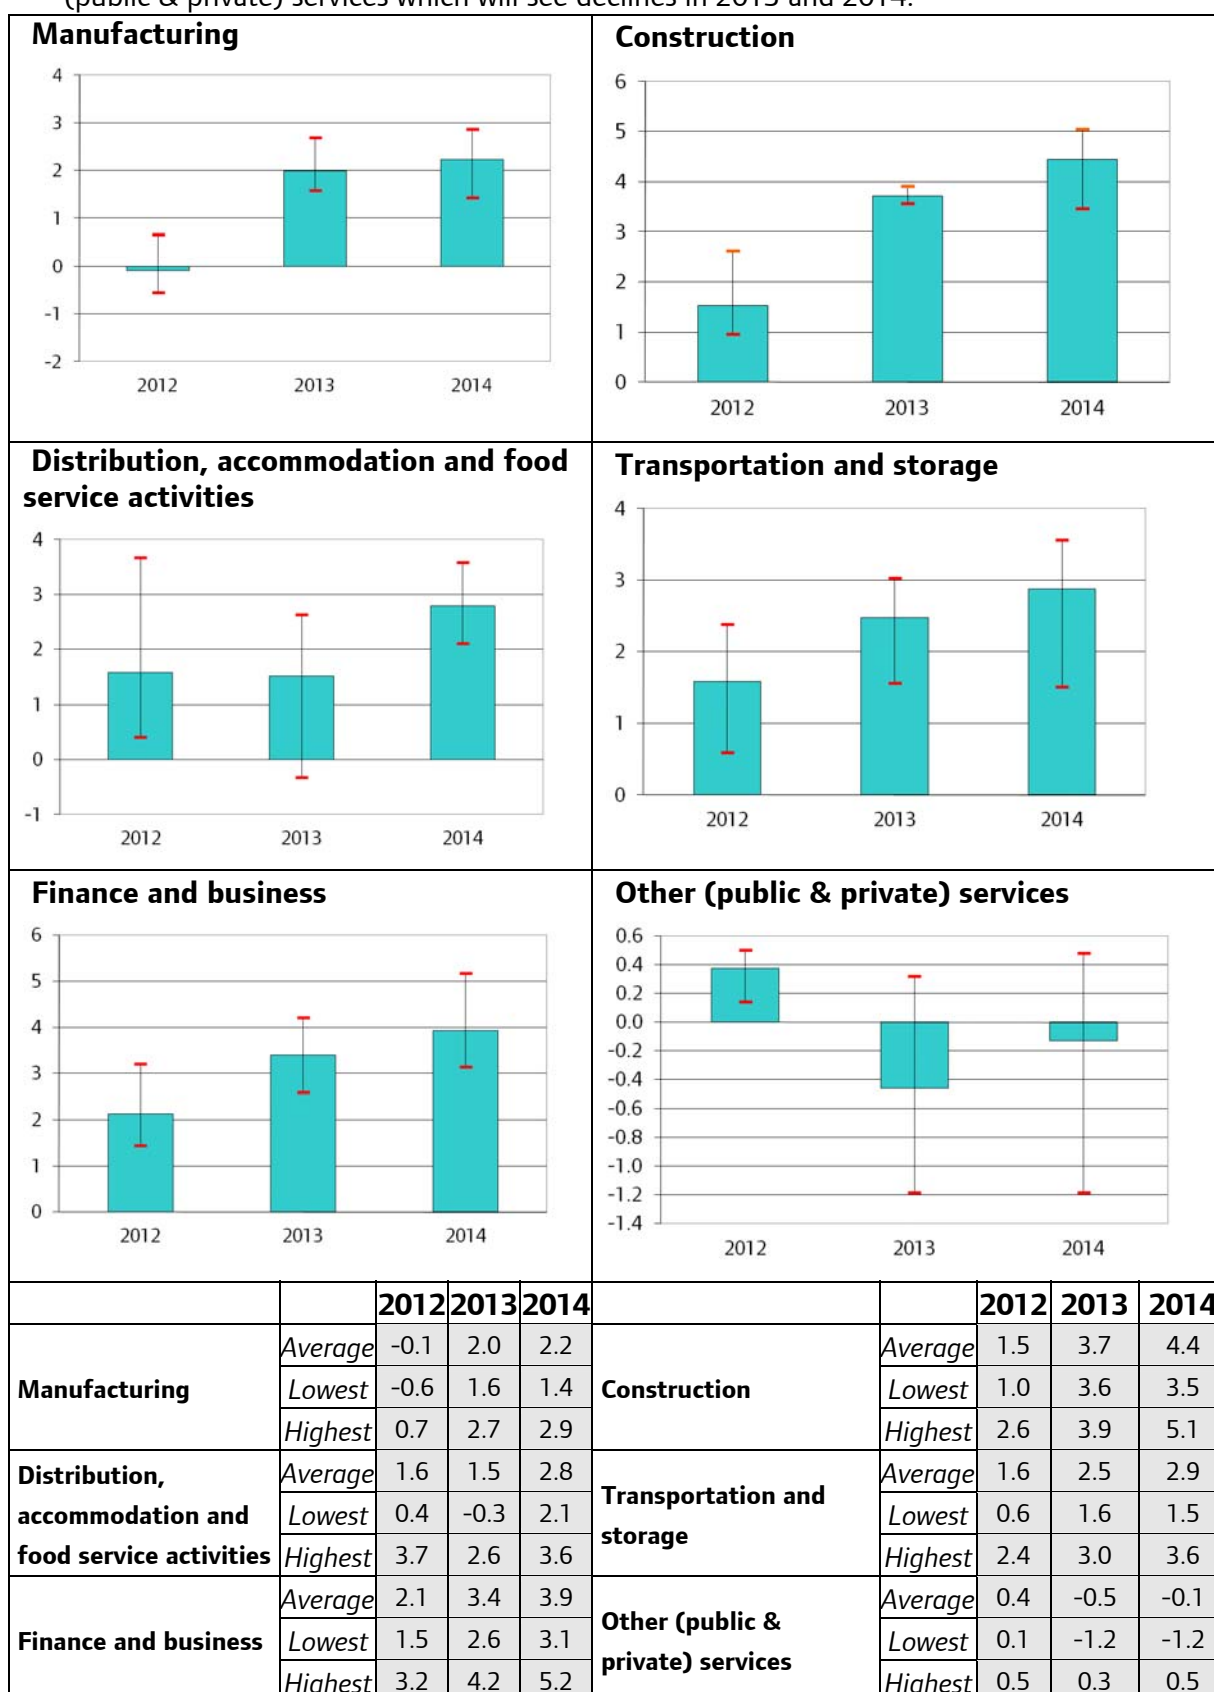 (public & private) services which will see declines in 2013 and 2014.
Manufacturing
4
3
2
1
0
-1
-2
2012 2013 2014
Construction
6
5
4
3
2
1
0
2012 2013 2014
Distribution, accommodation and food
service activities
4
3
2
1
0
-1
2012 2013 2014
Transportation and storage
4
3
2
1
0
2012 2013 2014
Finance and business
6
5
4
3
2
1
0
2012 2013 2014
Other (public & private) services
0.6
0.4
0.2
0.0
-0.2
-0.4
-0.6
-0.8
-1.0
-1.2
-1.4
2012 2013 2014
2012 2013 2014
Manufacturing
Average -0.1 2.0 2.2
Lowest -0.6 1.6 1.4
Highest 0.7 2.7 2.9
Distribution,
accommodation and
food service activities
Average 1.6 1.5 2.8
Lowest 0.4 -0.3 2.1
Highest 3.7 2.6 3.6
Finance and business
Average 2.1 3.4 3.9
Lowest 1.5 2.6 3.1
Highest 3.2 4.2 5.2
2012 2013 2014
Construction
Average 1.5 3.7 4.4
Lowest 1.0 3.6 3.5
Highest 2.6 3.9 5.1
Transportation and
storage
Average 1.6 2.5 2.9
Lowest 0.6 1.6 1.5
Highest 2.4 3.0 3.6
Other (public &
private) services
Average 0.4 -0.5 -0.1
Lowest 0.1 -1.2 -1.2
Highest 0.5 0.3 0.5